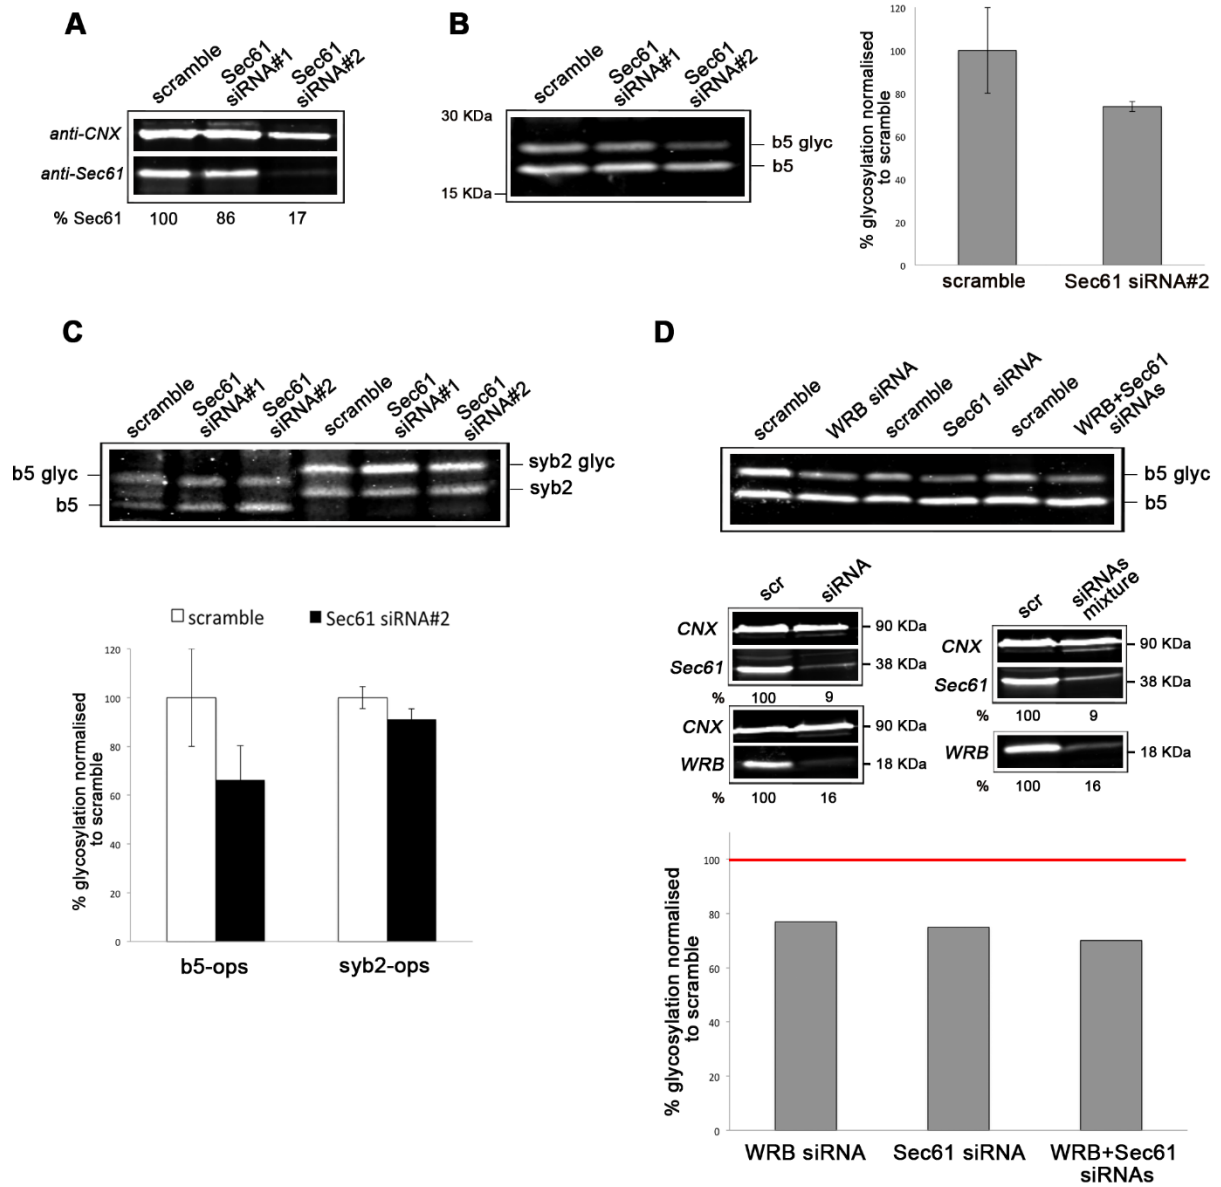 A
scramble
Sec61
siRNA#1
Sec61
siRNA#2
anti-CNX
anti-Sec61
% Sec61 100 86 17
B
scramble
Sec61
siRNA#1
Sec61
siRNA#2
30 KDa
15 KDa
b5 glyc
b5
% glycosylation normalised
to scramble
120
100
80
60
40
20
0
scramble Sec61 siRNA#2
C
scramble
Sec61
siRNA#1
Sec61
siRNA#2
scramble
Sec61
siRNA#1
Sec61
siRNA#2
b5 glyc
b5
syb2 glyc
syb2
scramble Sec61 siRNA#2
% glycosylation normalised
to scramble
120
100
80
60
40
20
0
b5-ops syb2-ops
D
scramble
WRB siRNA
scramble
Sec61 siRNA
scramble
WRB+Sec61
siRNAs
b5 glyc
b5
scr siRNA
CNX 90 KDa
Sec61 38 KDa
% 100 9
CNX 90 KDa
WRB 18 KDa
% 100 16
scr siRNAs
mixture
CNX 90 KDa
Sec61 38 KDa
% 100 9
WRB 18 KDa
% 100 16
% glycosylation normalised
to scramble
100
80
60
40
20
0
WRB siRNA Sec61 siRNA WRB+Sec61
siRNAs